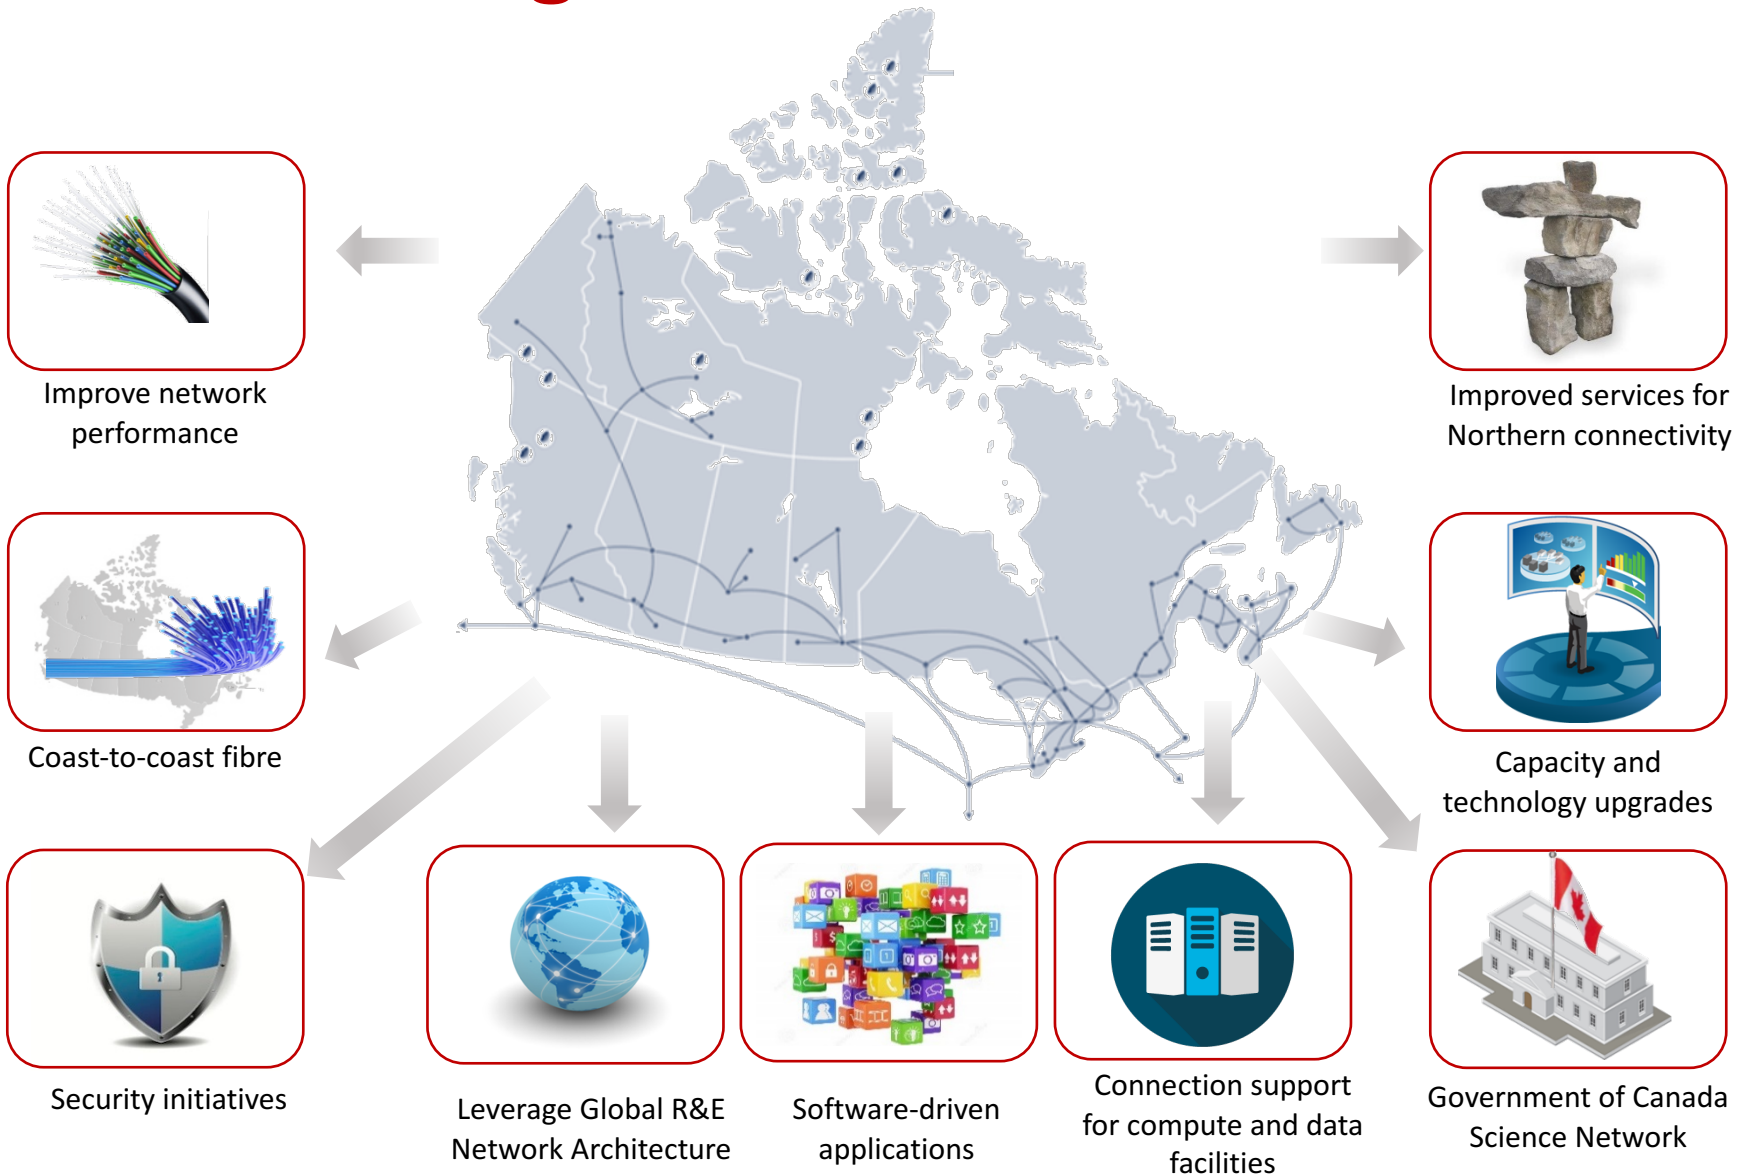 Improve network
performance
Improved services for
Northern connectivity
Coast-to-coast fibre
Capacity and
technology upgrades
Security initiatives
Leverage Global R&E
Network Architecture
Software-driven
applications
Connection support
for compute and data
facilities
Government of Canada
Science Network